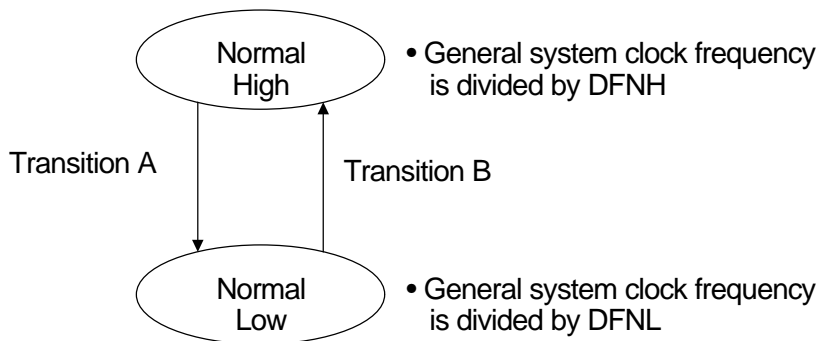 Normal
High
• General system clock frequency
is divided by DFNH
Transition A
Transition B
Normal
Low
• General system clock frequency
is divided by DFNL